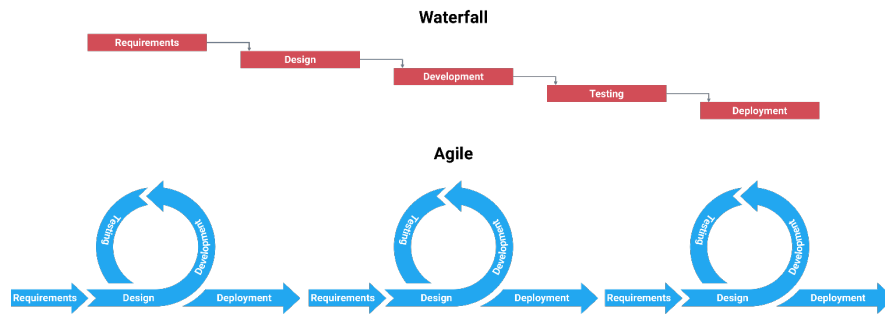 Waterfall
Requirements
Design
Development
Testing
Deployment
Agile
Testing
Development
Requirements
Design
Deployment
Testing
Development
Requirements
Design
Deployment
Testing
Development
Requirements
Design
Deployment